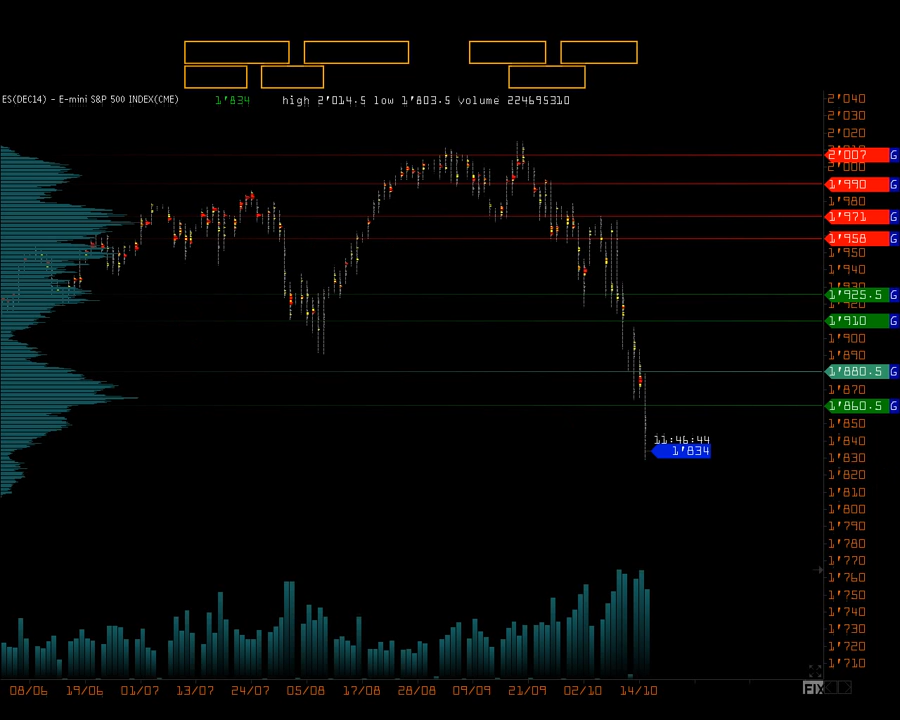 ES(DEC14) - E-mini S&P 500 INDEX(CME) 1'834 high 2'014.5 low 1'803.5 volume 224695310
2'040
2'030
2'020
2'007 G
2'000
1'990 G
1'980
1'971 G
1'958 G
1'950
1'940
1'930
1'925.5 G
1'920
1'910 G
1'900
1'890
1'880.5 G
1'870
1'860.5 G
1'850
11:46:44
1'840
1'834
1'830
1'820
1'810
1'800
1'790
1'780
1'770
1'760
1'750
1'740
1'730
1'720
1'710
08/06 19/06 01/07 13/07 24/07 05/08 17/08 28/08 09/09 21/09 02/10 14/10
FIX